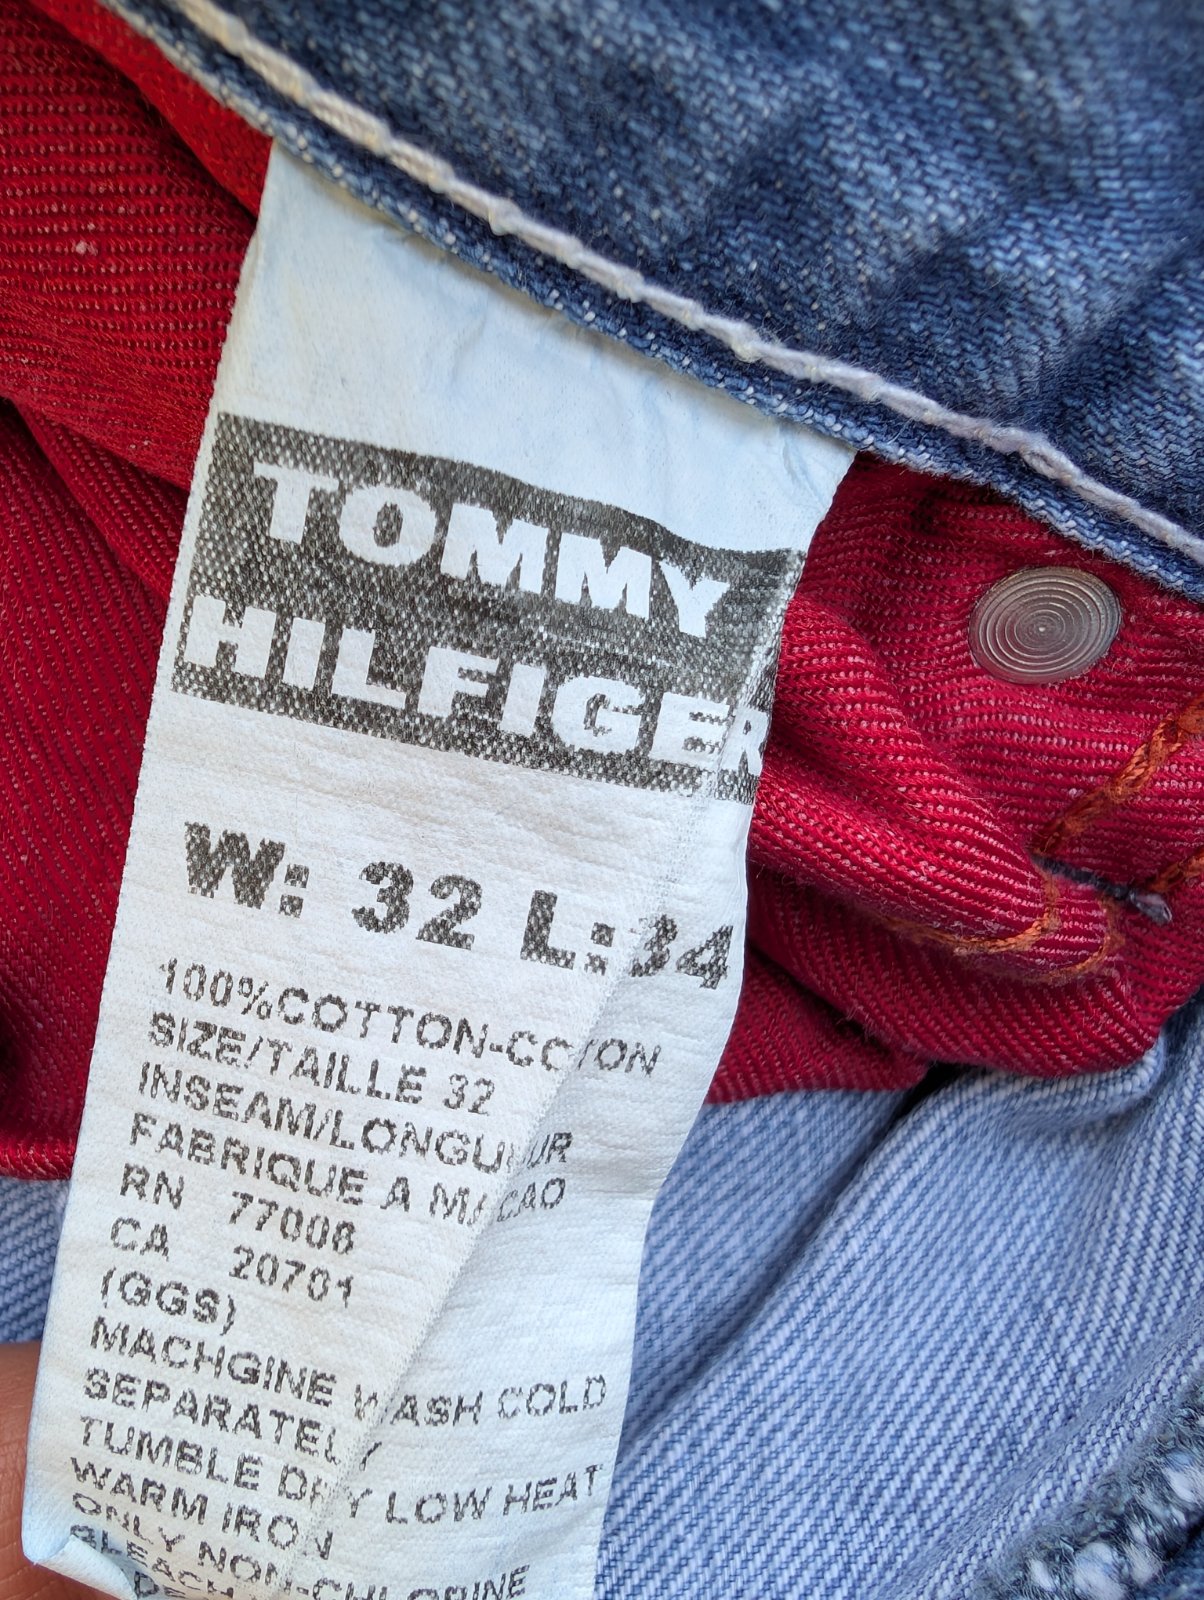 TOMMY
HILFIGER
W: 32 L: 34
100%COTTON-COTON
SIZE/TAILLE 32
INSEAM/LONGUEUR
FABRIQUE A MACAO
RN 77006
CA 20701
(GGS)
MACHGINE WASH COLD
SEPARATELY
TUMBLE DRY LOW HEAT
WARM IRON
ONLY NON-CHLORINE
BLEACH